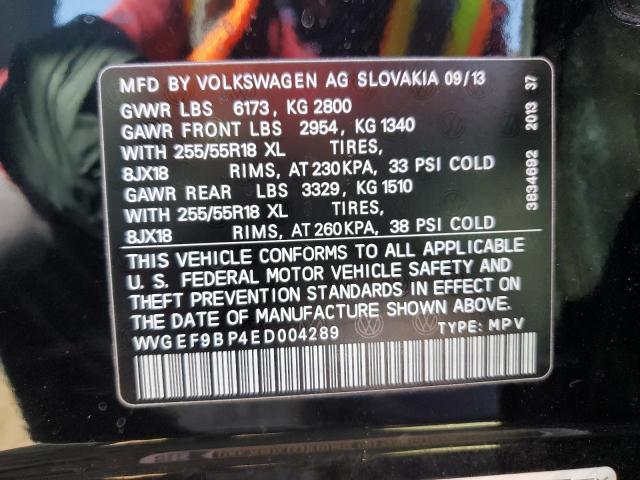 MFD BY VOLKSWAGEN AG SLOVAKIA 09/13
GVWR LBS 6173, KG 2800
GAWR FRONT LBS 2954, KG 1340
WITH 255/55R18 XL TIRES,
8JX18 RIMS, AT 230KPA, 33 PSI COLD
GAWR REAR LBS 3329, KG 1510
WITH 255/55R18 XL TIRES,
8JX18 RIMS, AT 260KPA, 38 PSI COLD
THIS VEHICLE CONFORMS TO ALL APPLICABLE
U. S. FEDERAL MOTOR VEHICLE SAFETY AND
THEFT PREVENTION STANDARDS IN EFFECT ON
THE DATE OF MANUFACTURE SHOWN ABOVE.
WVGEF9BP4ED004289 TYPE: MPV
3834692 2013 37